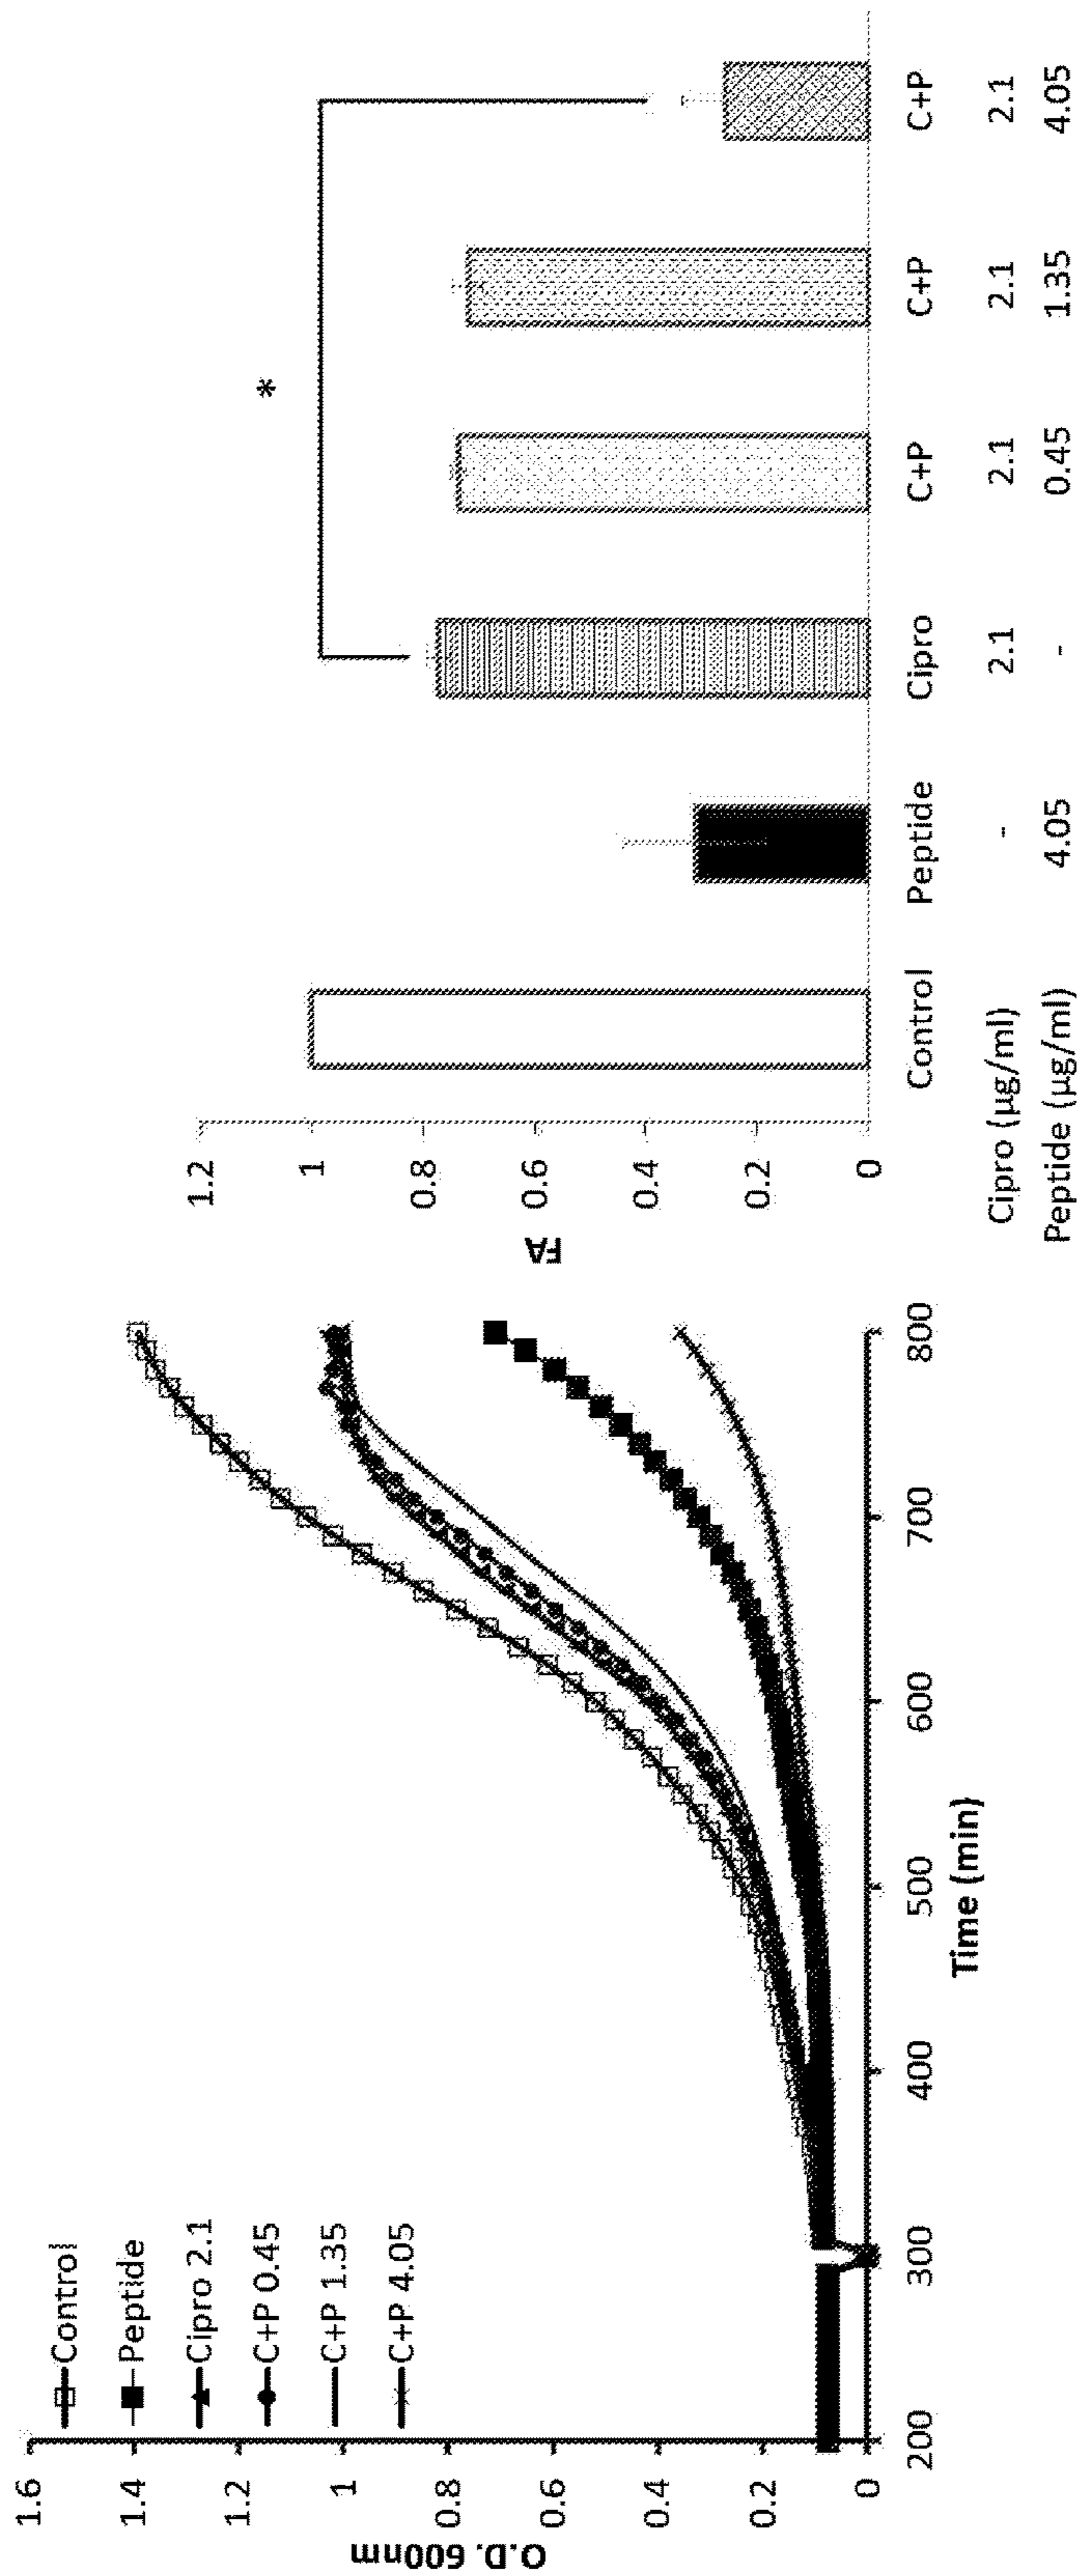 1.6
1.4
1.2
1
0.8
0.6
0.4
0.2
0
O.D. 600nm
Control
Peptide
Cipro 2.1
C+P 0.45
C+P 1.35
C+P 4.05
200 300 400 500 600 700 800
Time (min)
1.2
1
0.8
0.6
0.4
0.2
0
FA
*
Control Peptide Cipro C+P C+P C+P
Cipro (µg/ml) - 2.1 2.1 2.1 2.1
Peptide (µg/ml) 4.05 - 0.45 1.35 4.05